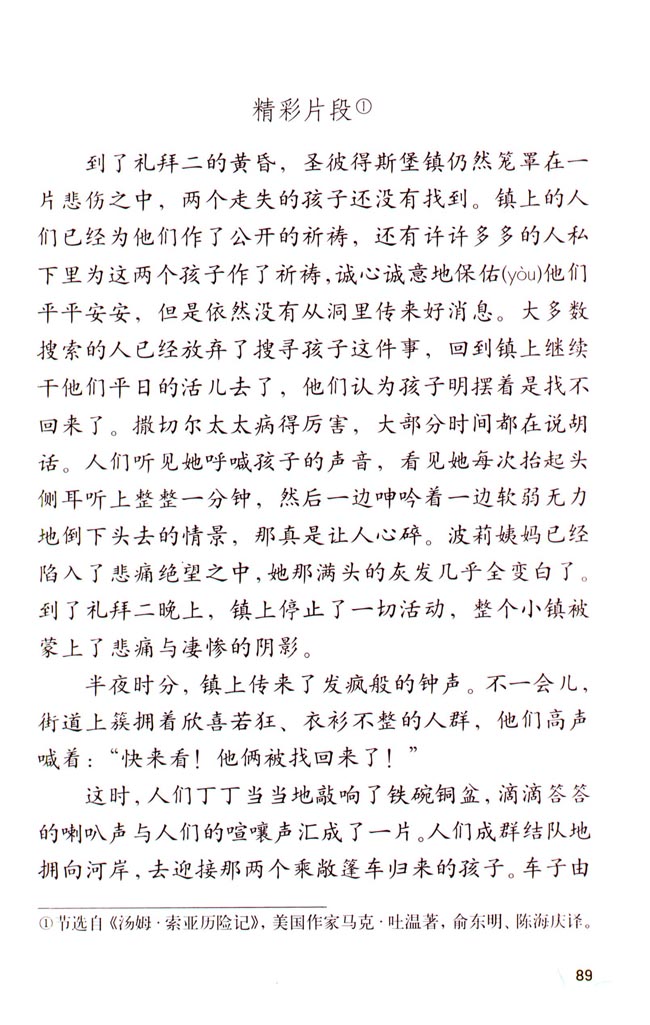 精彩片段①
到了礼拜二的黄昏，圣彼得斯堡镇仍然笼罩在一
片悲伤之中，两个走失的孩子还没有找到。镇上的人
们已经为他们作了公开的祈祷，还有许许多多的人私
下里为这两个孩子作了祈祷，诚心诚意地保佑(yòu)他们
平平安安，但是依然没有从洞里传来好消息。大多数
搜索的人已经放弃了搜寻孩子这件事，回到镇上继续
干他们平日的活儿去了，他们认为孩子明摆着是找不
回来了。撒切尔太太病得厉害，大部分时间都在说胡
话。人们听见她呼喊孩子的声音，看见她每次抬起头
侧耳听上整整一分钟，然后一边呻吟着一边软弱无力
地倒下头去的情景，那真是让人心碎。波莉姨妈已经
陷入了悲痛绝望之中，她那满头的灰发几乎全变白了。
到了礼拜二晚上，镇上停止了一切活动，整个小镇被
蒙上了悲痛与凄惨的阴影。
半夜时分，镇上传来了发疯般的钟声。不一会儿，
街道上簇拥着欣喜若狂、衣衫不整的人群，他们高声
喊着：“快来看！他俩被找回来了！”
这时，人们丁丁当当地敲响了铁碗铜盆，滴滴答答
的喇叭声与人们的喧嚷声汇成了一片。人们成群结队地
拥向河岸，去迎接那两个乘敞篷车归来的孩子。车子由
①节选自《汤姆·索亚历险记》，美国作家马克·吐温著，俞东明、陈海庆译。
89